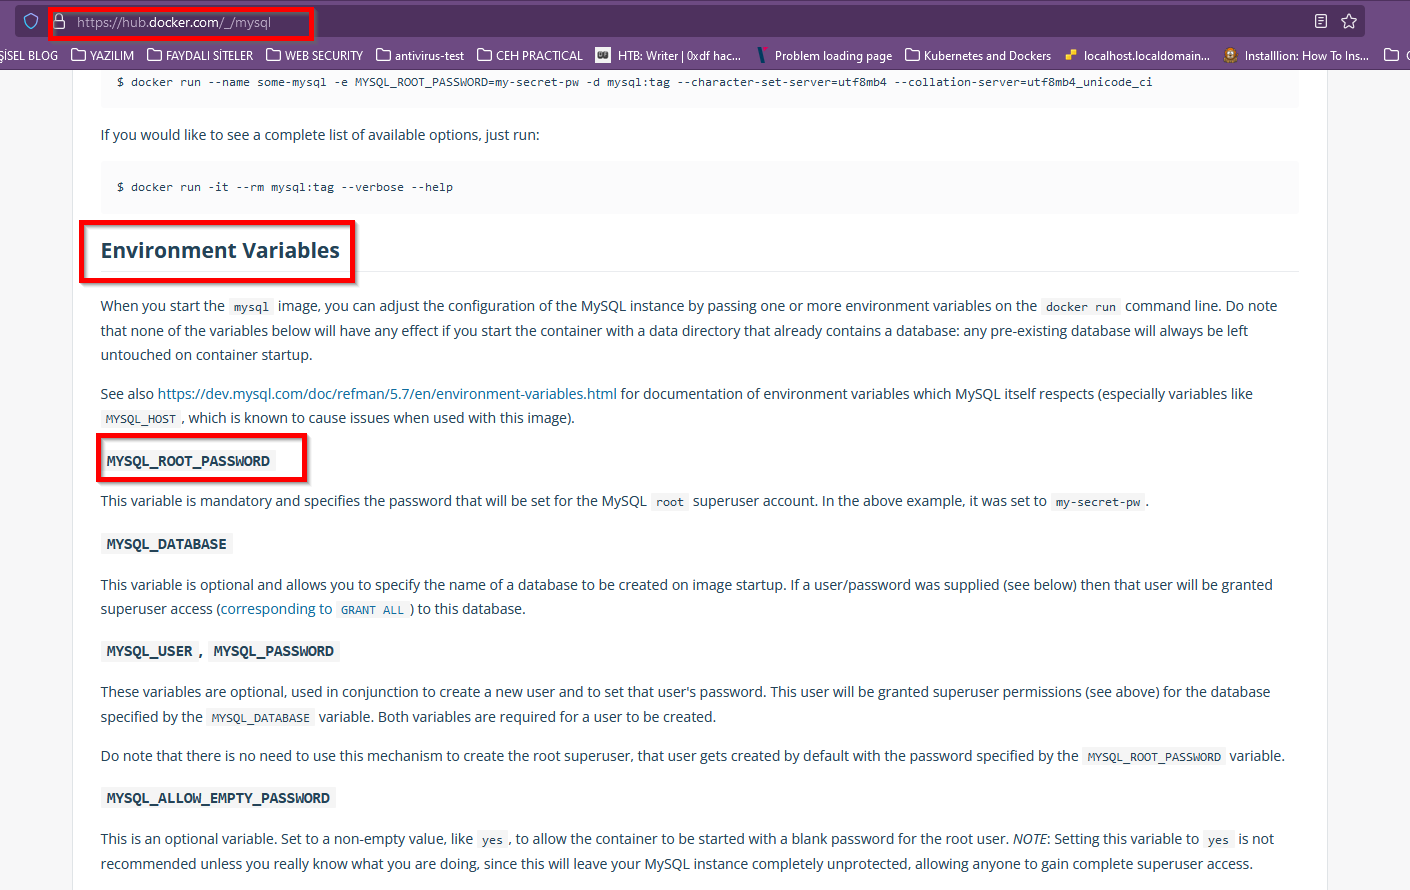 https://hub.docker.com/_/mysql
ŞİSEL BLOG YAZILIM FAYDALI SİTELER WEB SECURITY antivirus-test CEH PRACTICAL HTB: Writer | 0xdf hac... Problem loading page Kubernetes and Dockers localhost.localdomain... Installlion: How To Ins...
$ docker run --name some-mysql -e MYSQL_ROOT_PASSWORD=my-secret-pw -d mysql:tag --character-set-server=utf8mb4 --collation-server=utf8mb4_unicode_ci
If you would like to see a complete list of available options, just run:
$ docker run -it --rm mysql:tag --verbose --help
Environment Variables
When you start the mysql image, you can adjust the configuration of the MySQL instance by passing one or more environment variables on the docker run command line. Do note
that none of the variables below will have any effect if you start the container with a data directory that already contains a database: any pre-existing database will always be left
untouched on container startup.
See also https://dev.mysql.com/doc/refman/5.7/en/environment-variables.html for documentation of environment variables which MySQL itself respects (especially variables like
MYSQL_HOST , which is known to cause issues when used with this image).
MYSQL_ROOT_PASSWORD
This variable is mandatory and specifies the password that will be set for the MySQL root superuser account. In the above example, it was set to my-secret-pw .
MYSQL_DATABASE
This variable is optional and allows you to specify the name of a database to be created on image startup. If a user/password was supplied (see below) then that user will be granted
superuser access (corresponding to GRANT ALL ) to this database.
MYSQL_USER , MYSQL_PASSWORD
These variables are optional, used in conjunction to create a new user and to set that user's password. This user will be granted superuser permissions (see above) for the database
specified by the MYSQL_DATABASE variable. Both variables are required for a user to be created.
Do note that there is no need to use this mechanism to create the root superuser, that user gets created by default with the password specified by the MYSQL_ROOT_PASSWORD variable.
MYSQL_ALLOW_EMPTY_PASSWORD
This is an optional variable. Set to a non-empty value, like yes , to allow the container to be started with a blank password for the root user. NOTE: Setting this variable to yes is not
recommended unless you really know what you are doing, since this will leave your MySQL instance completely unprotected, allowing anyone to gain complete superuser access.